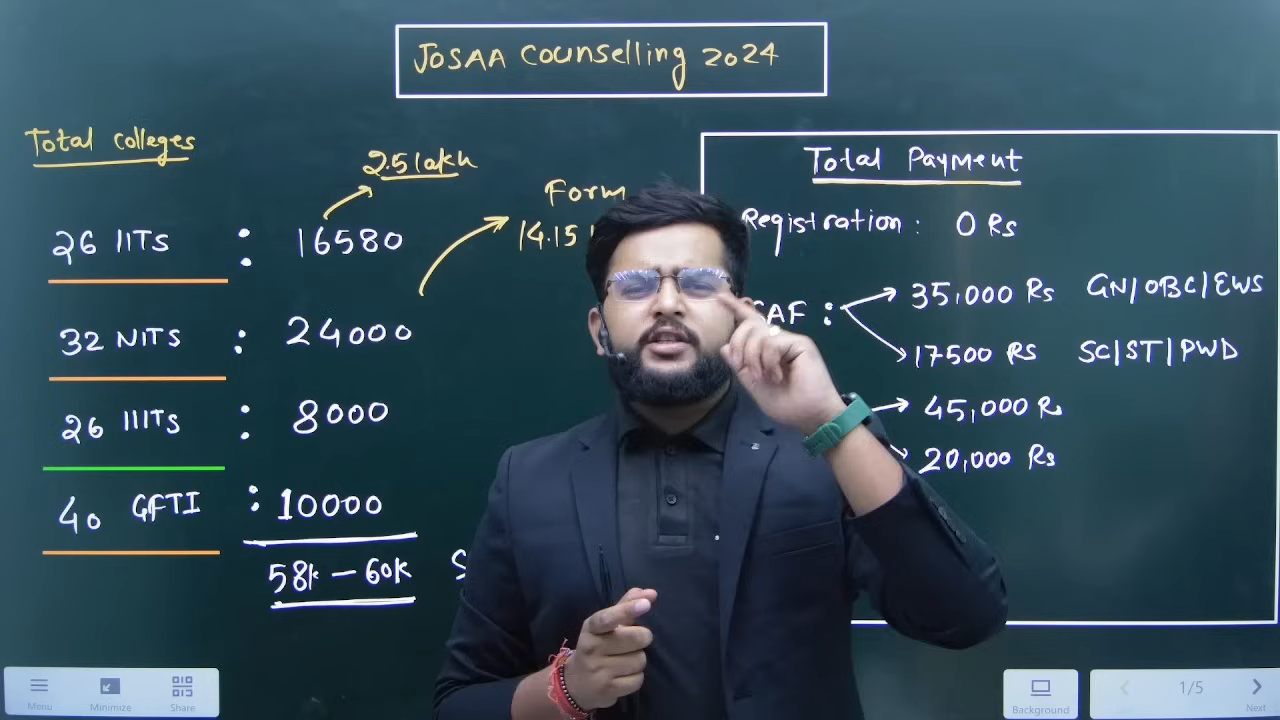 JOSAA Counselling 2024
Total Colleges
2.5 lakh
26 IITS : 16580
32 NITS : 24000
26 IIITS : 8000
40 GFTI : 10000
58k - 60k
Form
14.15
Total Payment
Registration : 0 Rs
SAF :
35,000 Rs GN/OBC/EWS
17500 RS SC/ST/PWD
45,000 Rs
20,000 Rs
Menu
Minimize
Share
Background
1/5
Next